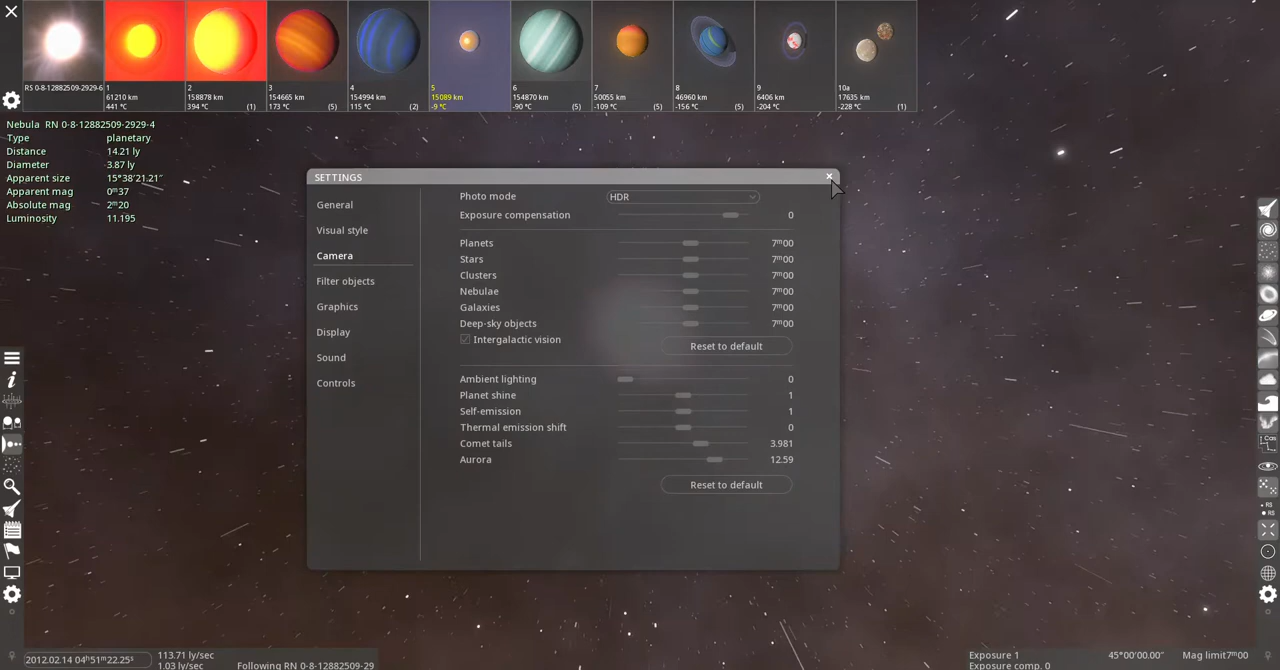 RS 0-8-12882509-2929-6
1
61210 km
441 ℃
2
158878 km
394 ℃ (1)
3
154665 km
173 ℃ (5)
4
154994 km
115 ℃ (2)
5
15089 km
-9 ℃
6
154870 km
-90 ℃ (5)
7
50055 km
-109 ℃ (5)
8
46960 km
-156 ℃ (5)
9
6406 km
-204 ℃
10a
17635 km
-228 ℃ (1)
Nebula RN 0-8-12882509-2929-4
Type planetary
Distance 14.21 ly
Diameter 3.87 ly
Apparent size 15°38'21.21"
Apparent mag 0ᵐ37
Absolute mag 2ᵐ20
Luminosity 11.195
SETTINGS
General
Visual style
Camera
Filter objects
Graphics
Display
Sound
Controls
Photo mode HDR
Exposure compensation 0
Planets 7ᵐ00
Stars 7ᵐ00
Clusters 7ᵐ00
Nebulae 7ᵐ00
Galaxies 7ᵐ00
Deep-sky objects 7ᵐ00
Intergalactic vision
Reset to default
Ambient lighting 0
Planet shine 1
Self-emission 1
Thermal emission shift 0
Comet tails 3.981
Aurora 12.59
Reset to default
Cas
RS
RS
2012.02.14 04ʰ51ᵐ22.25ˢ
113.71 ly/sec
1.03 ly/sec
Following RN 0-8-12882509-29
Exposure 1
Exposure comp. 0
45°00'00.00"
Mag limit7ᵐ00